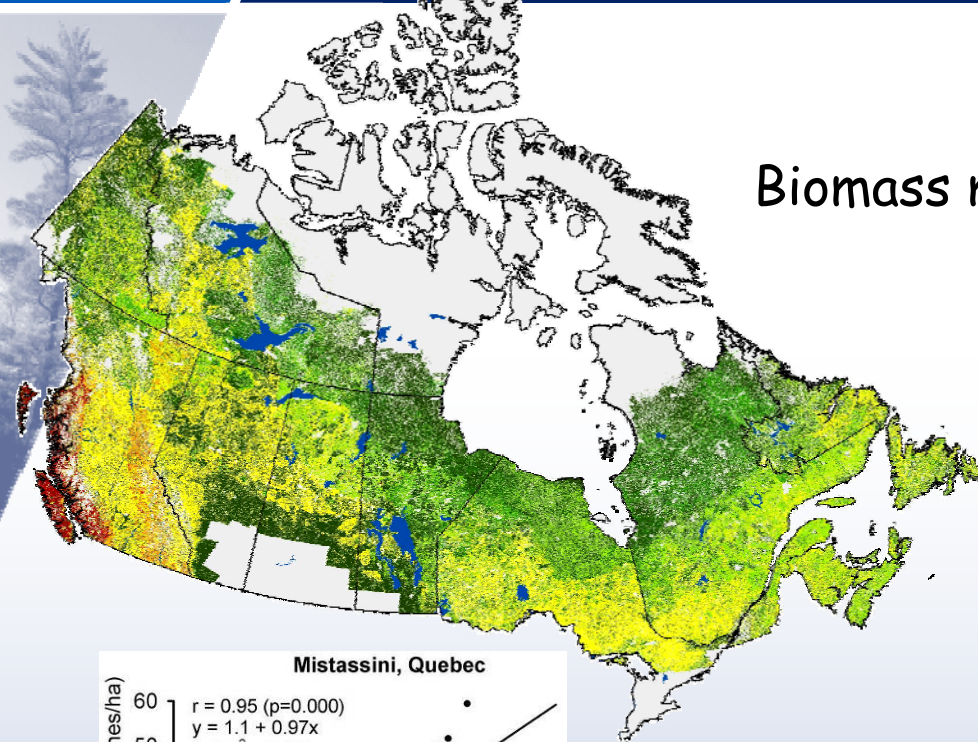 Biomass
Mistassini, Quebec
60
r = 0.95 (p=0.000)
y = 1.1 + 0.97x